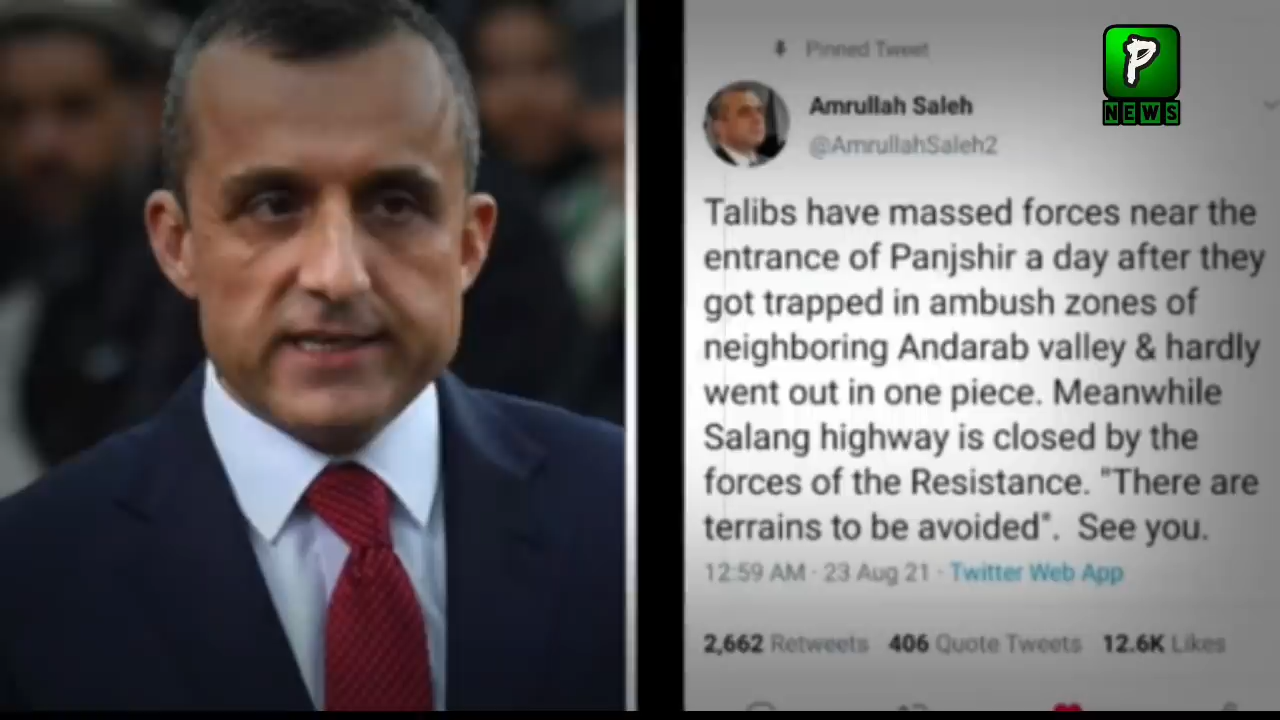 Pinned Tweet
P
NEWS
Amrullah Saleh
@AmrullahSaleh2
Talibs have massed forces near the
entrance of Panjshir a day after they
got trapped in ambush zones of
neighboring Andarab valley & hardly
went out in one piece. Meanwhile
Salang highway is closed by the
forces of the Resistance. "There are
terrains to be avoided".  See you.
12:59 AM · 23 Aug 21 · Twitter Web App
2,662 Retweets 406 Quote Tweets 12.6K Likes